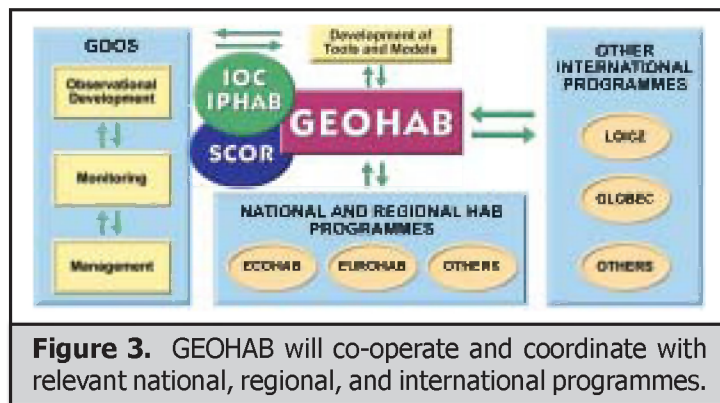 GOOS
Observational
Development
Monitoring
Management
Development of
Tools and Models
IOC
IPHAB
SCOR
GEOHAB
NATIONAL AND REGIONAL HAB
PROGRAMMES
ECOHAB
EUROHAB
OTHERS
OTHER
INTERNATIONAL
PROGRAMMES
LOICZ
GLOBEC
OTHERS
Figure 3. GEOHAB will co-operate and coordinate with
relevant national, regional, and international programmes.